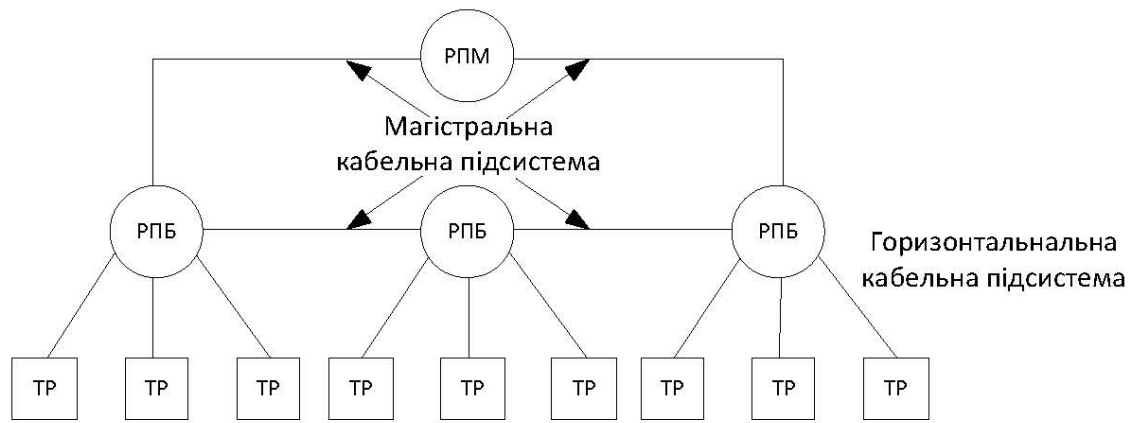 РПМ
Магістральна
кабельна підсистема
РПБ
РПБ
РПБ
Горизонтальнальна
кабельна підсистема
ТР
ТР
ТР
ТР
ТР
ТР
ТР
ТР
ТР